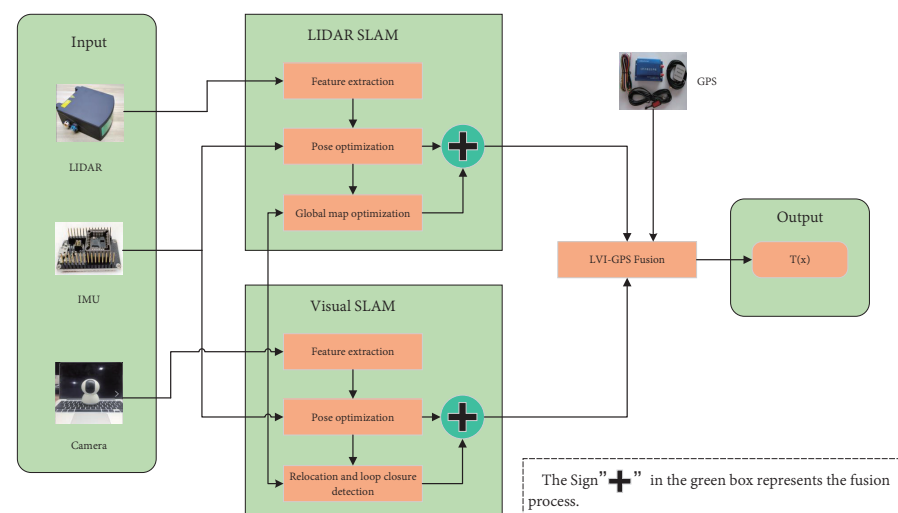 Input
LIDAR
IMU
Camera
LIDAR SLAM
Feature extraction
Pose optimization
Global map optimization
Visual SLAM
Feature extraction
Pose optimization
Relocation and loop closure
detection
GPS
LVI-GPS Fusion
Output
T(x)
The Sign”+” in the green box represents the fusion
process.